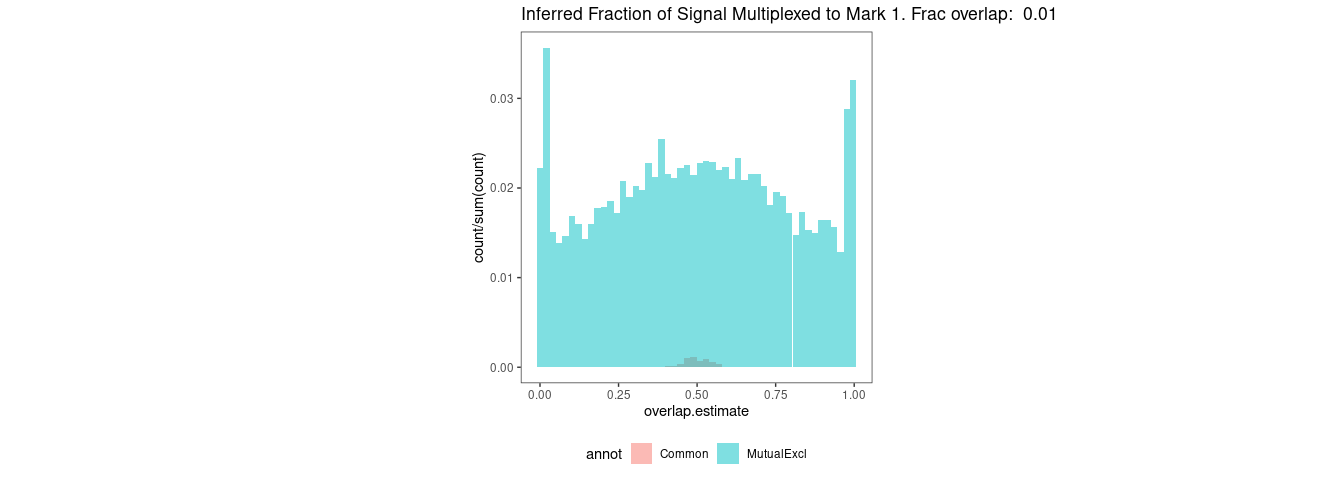 Inferred Fraction of Signal Multiplexed to Mark 1. Frac overlap:  0.01
count/sum(count)
0.03
0.02
0.01
0.00
0.00 0.25 0.50 0.75 1.00
overlap.estimate
annot Common MutualExcl